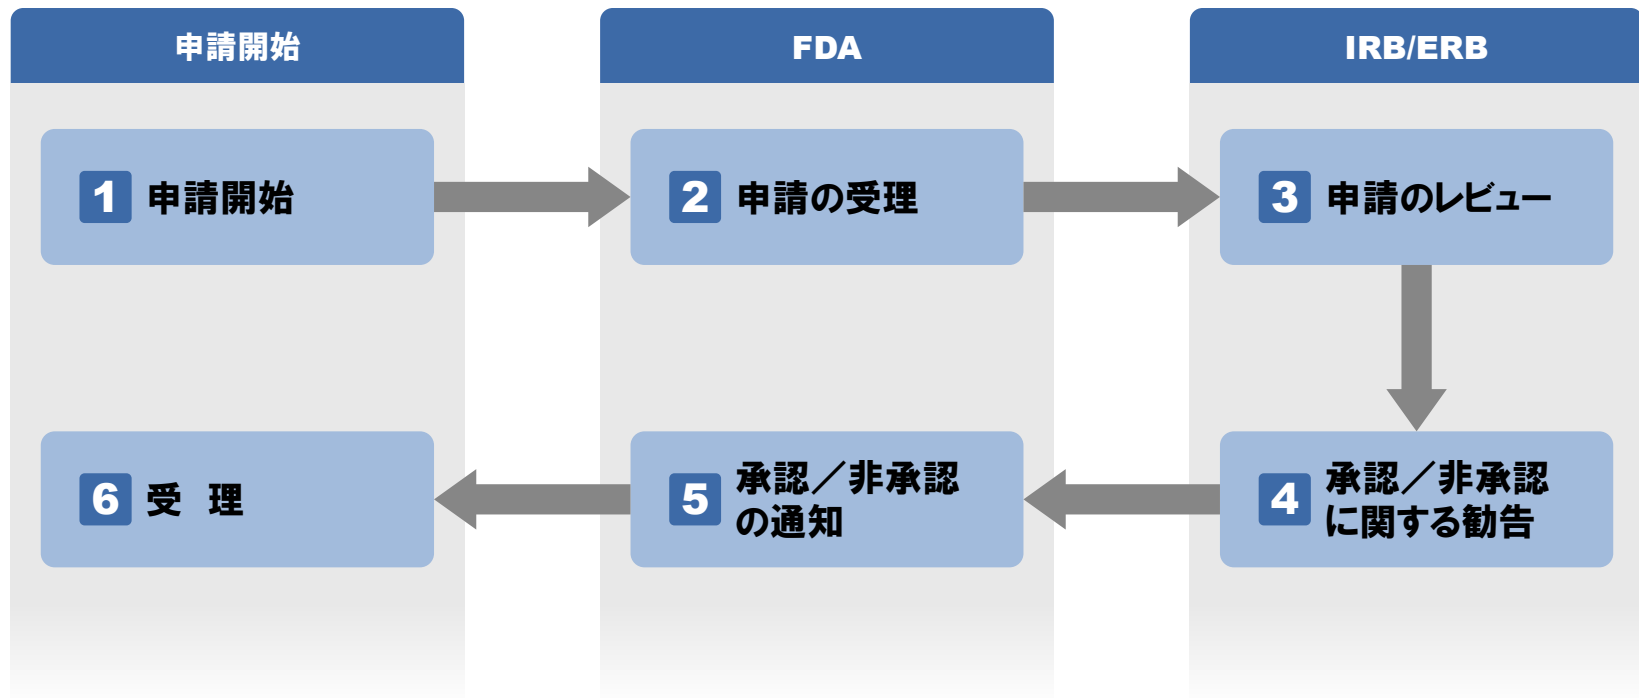 申請開始
FDA
IRB/ERB
1 申請開始
2 申請の受理
3 申請のレビュー
6 受　理
5 承認／非承認
の通知
4 承認／非承認
に関する勧告